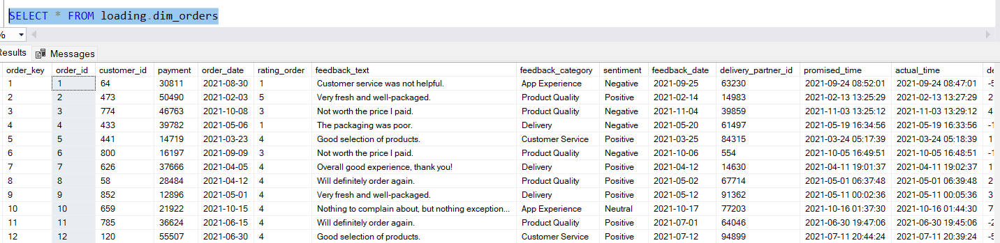 SELECT * FROM loading.dim_orders
%
Results Messages
order_key order_id customer_id payment order_date rating_order feedback_text feedback_category sentiment feedback_date delivery_partner_id promised_time actual_time de
1 1 64 30811 2021-08-30 1 Customer service was not helpful. App Experience Negative 2021-09-25 63230 2021-09-24 08:52:01 2021-09-24 08:47:01 -5
2 2 473 50490 2021-02-03 5 Very fresh and well-packaged. Product Quality Positive 2021-02-14 14983 2021-02-13 13:25:29 2021-02-13 13:27:29 2
3 3 774 46763 2021-10-08 3 Not worth the price I paid. Product Quality Negative 2021-11-04 39859 2021-11-03 13:25:12 2021-11-03 13:29:12 4
4 4 433 39782 2021-05-06 1 The packaging was poor. Delivery Negative 2021-05-20 61497 2021-05-19 16:34:56 2021-05-19 16:33:56 -1
5 5 441 14719 2021-03-23 4 Good selection of products. Customer Service Positive 2021-03-25 84315 2021-03-24 05:17:39 2021-03-24 05:18:39 1
6 6 800 16197 2021-09-09 3 Not worth the price I paid. Product Quality Negative 2021-10-06 554 2021-10-05 16:49:51 2021-10-05 16:48:51 -1
7 7 626 37666 2021-04-05 4 Overall good experience, thank you! Delivery Positive 2021-04-12 14630 2021-04-11 19:01:37 2021-04-11 19:02:37 1
8 8 58 28484 2021-04-12 4 Will definitely order again. Product Quality Positive 2021-05-02 67714 2021-05-01 06:37:48 2021-05-01 06:39:48 2
9 9 852 12896 2021-05-01 4 Very fresh and well-packaged. Delivery Positive 2021-05-12 91362 2021-05-11 00:02:36 2021-05-11 00:05:36 3
10 10 659 21922 2021-10-15 4 Nothing to complain about, but nothing exception... App Experience Neutral 2021-10-17 77203 2021-10-16 01:37:30 2021-10-16 01:44:30 7
11 11 785 36624 2021-06-15 4 Will definitely order again. Product Quality Positive 2021-07-01 64046 2021-06-30 19:47:06 2021-06-30 19:45:06 -2
12 12 120 55507 2021-06-30 4 Good selection of products. Customer Service Positive 2021-07-12 94899 2021-07-11 20:44:24 2021-07-11 20:39:24 -5